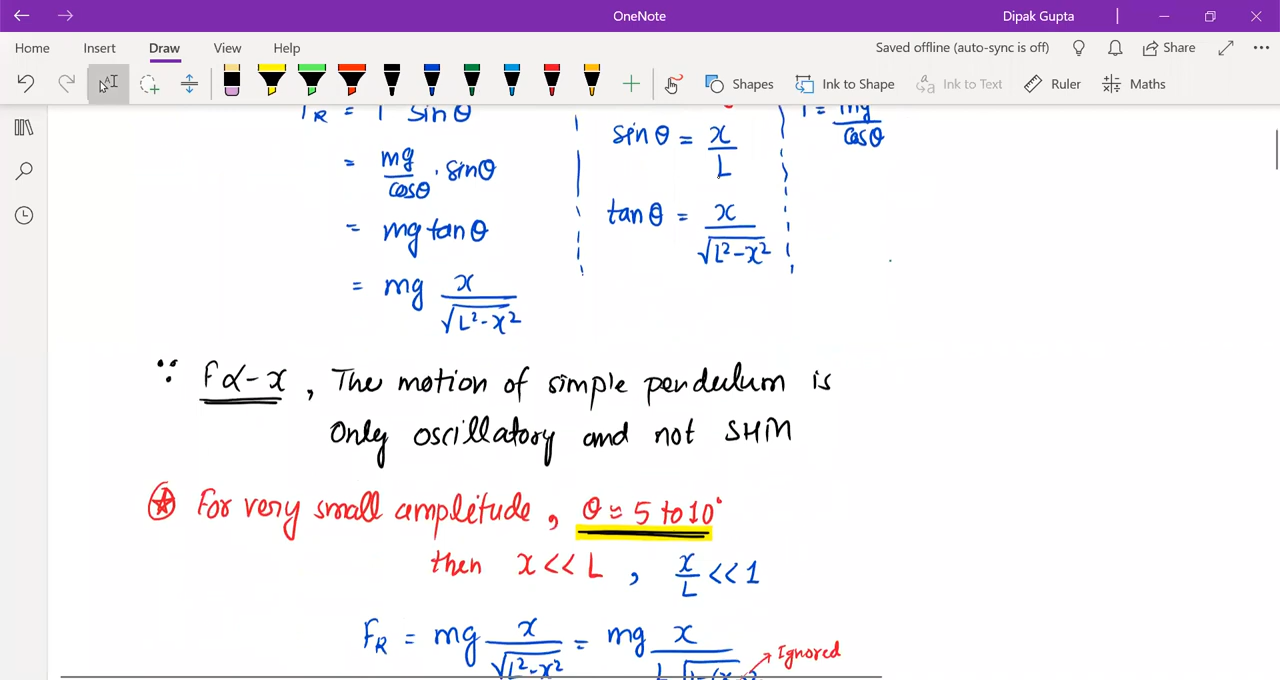 OneNote
Dipak Gupta
Home Insert Draw View Help
Saved offline (auto-sync is off)
Share
Shapes
Ink to Shape
Ink to Text
Ruler
Maths
F_R = T sinθ
= mg/cosθ · sinθ
= mg tanθ
= mg x/√(L²-x²)
sinθ = x/L
tanθ = x/√(L²-x²)
T = mg/cosθ
∵ F∝-x, The motion of simple pendulum is
Only oscillatory and not SHM
For very small amplitude, θ ≈ 5 to 10°
then x << L, x/L << 1
F_R = mg x/√(L²-x²) = mg x
Ignored